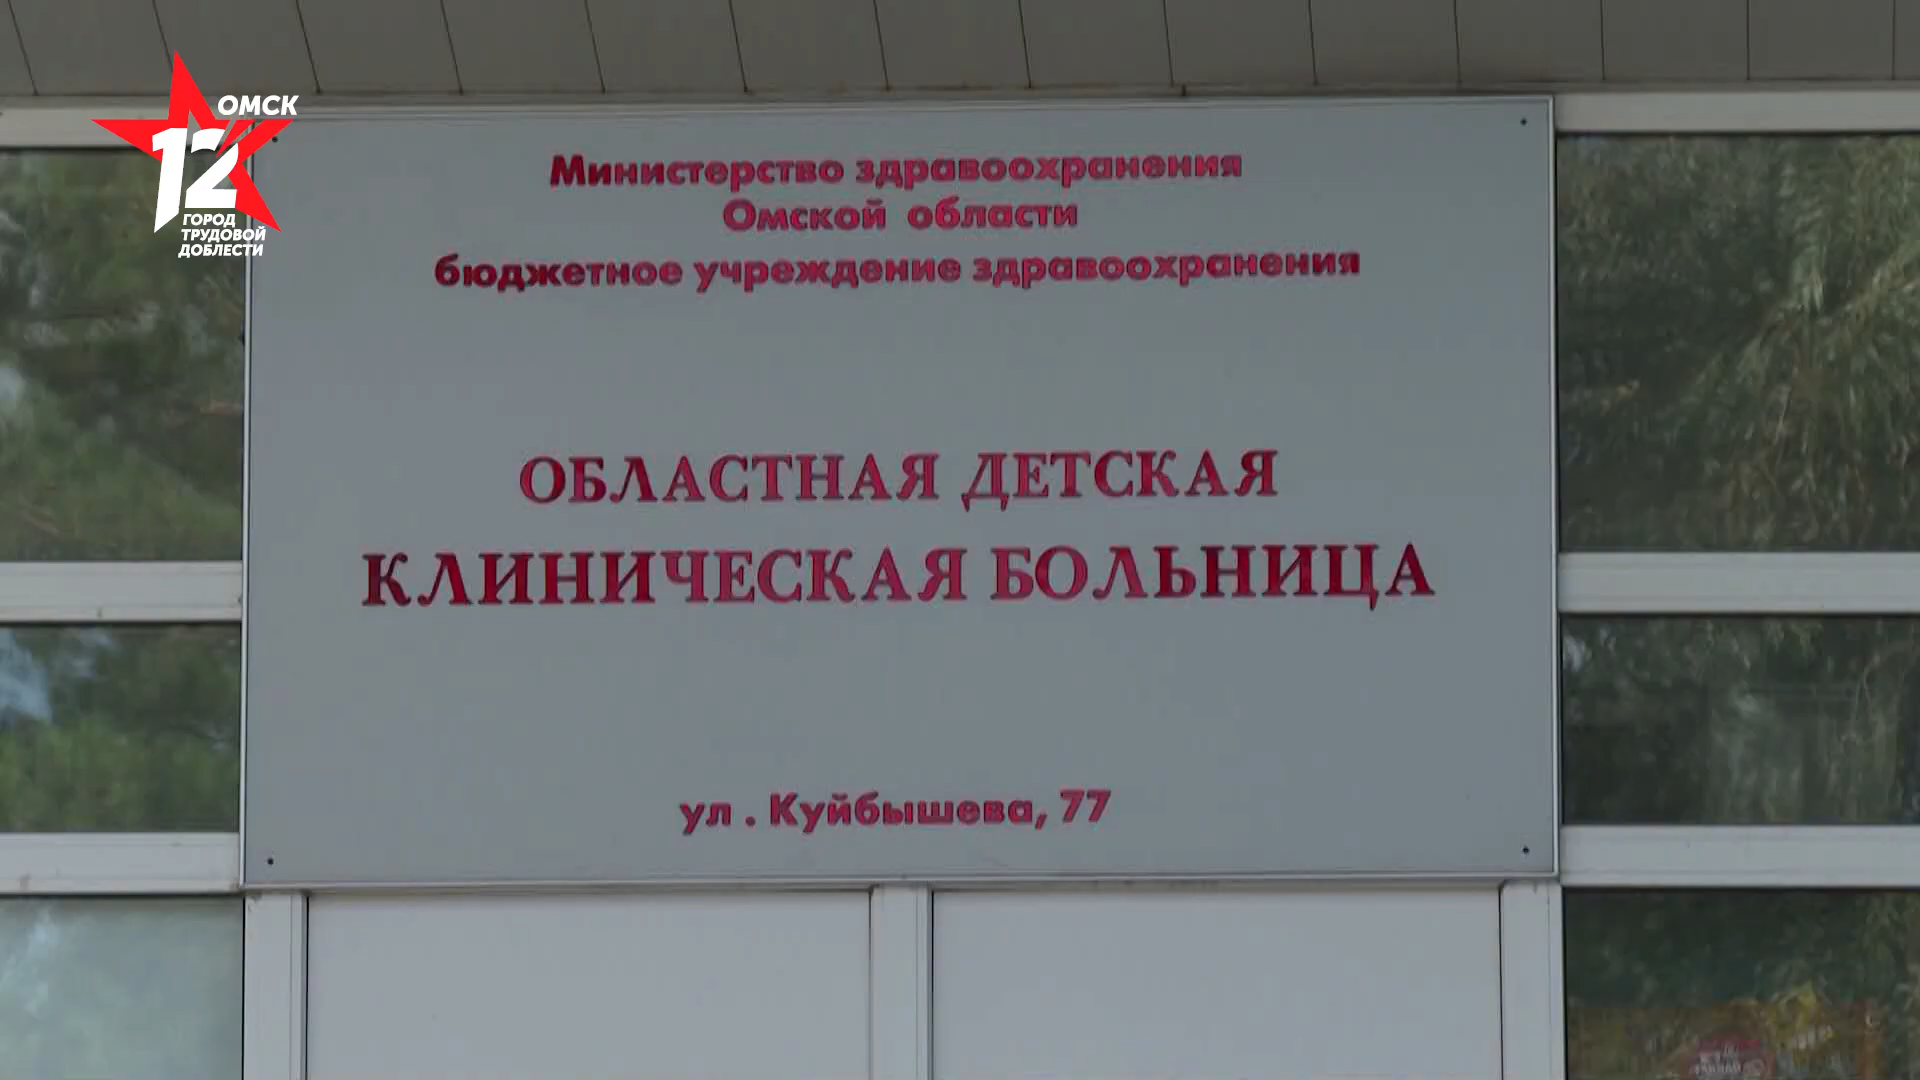 ОМСК
12
ГОРОД
ТРУДОВОЙ
ДОБЛЕСТИ
Министерство здравоохранения
Омской области
бюджетное учреждение здравоохранения
ОБЛАСТНАЯ ДЕТСКАЯ
КЛИНИЧЕСКАЯ БОЛЬНИЦА
ул . Куйбышева, 77